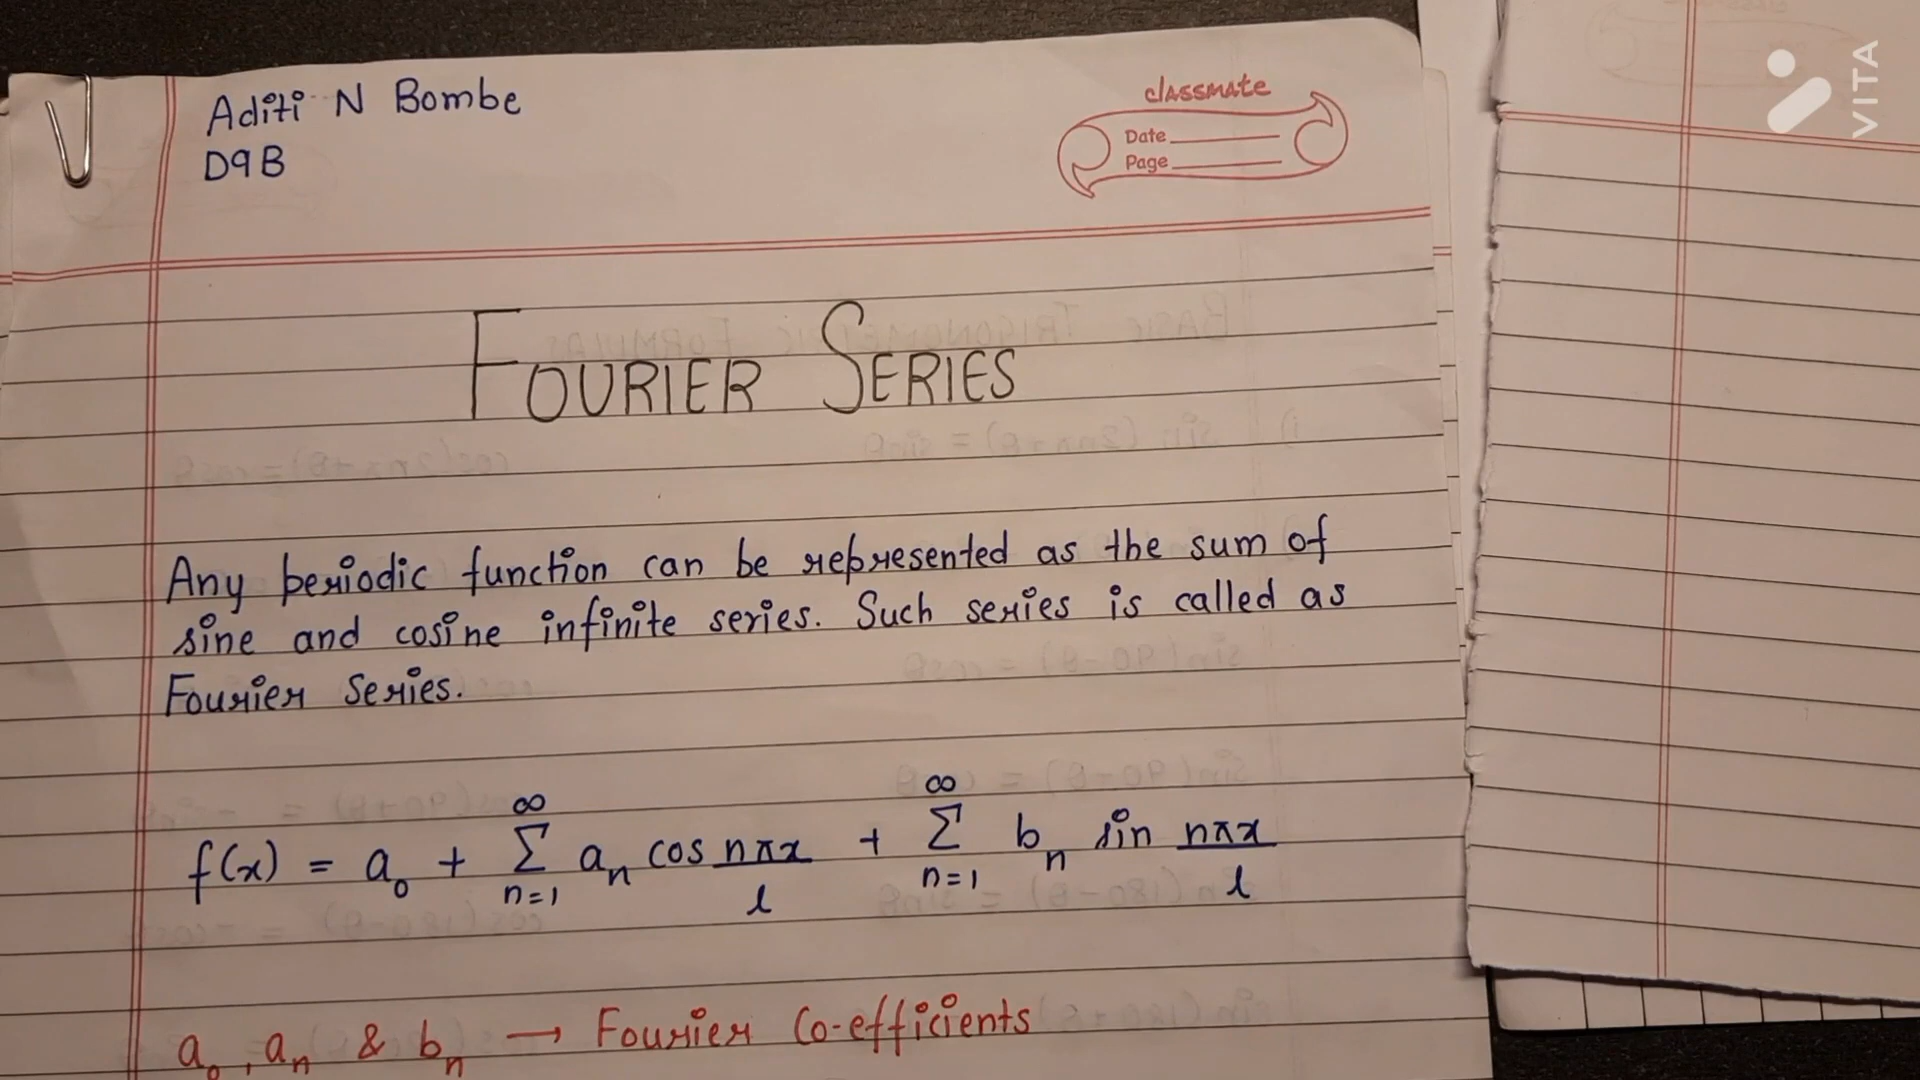 Aditi N Bombe
D9B
classmate
Date
Page
VITA
FOURIER SERIES
Any periodic function can be represented as the sum of
sine and cosine infinite series. Such series is called as
Fourier Series.
f(x) = a₀ + ∞Σn=1 aₙ cos nπx/l + ∞Σn=1 bₙ sin nπx/l
a₀, aₙ & bₙ → Fourier Co-efficients